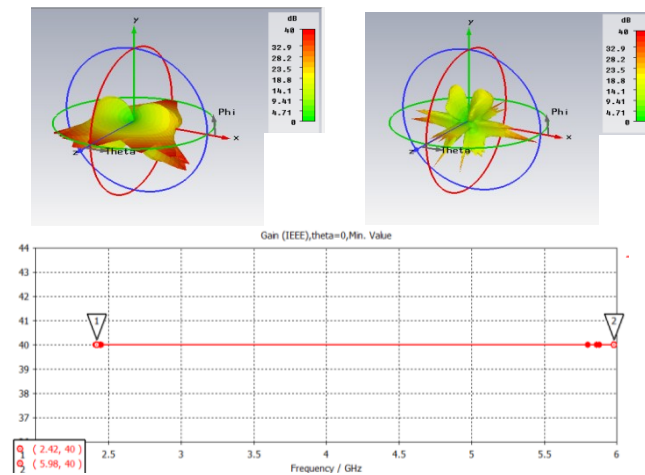 y
x
z
Phi
Theta
dB
40
32.9
28.2
23.5
18.8
14.1
9.41
4.71
0
y
x
z
Phi
Theta
dB
40
32.9
28.2
23.5
18.8
14.1
9.41
4.71
0
Gain (IEEE),theta=0,Min. Value
44
43
42
41
40
39
38
37
1
2
2.5
3
3.5
4
4.5
5
5.5
6
1 ( 2.42, 40 )
2 ( 5.98, 40 )
Frequency / GHz